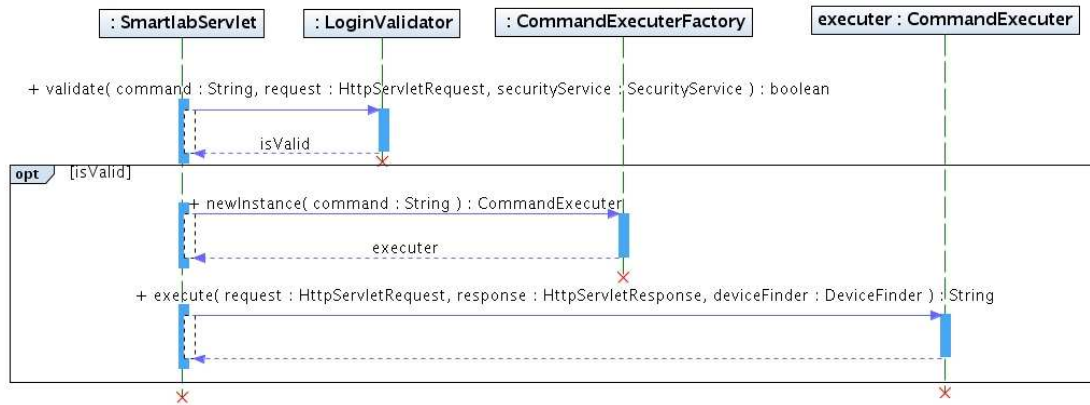 : SmartlabServlet
: LoginValidator
: CommandExecuterFactory
executer : CommandExecuter
+ validate( command : String, request : HttpServletRequest, securityService : SecurityService ) : boolean
isValid
opt
[isValid]
+ newInstance( command : String ) : CommandExecuter
executer
+ execute( request : HttpServletRequest, response : HttpServletResponse, deviceFinder : DeviceFinder ) : String